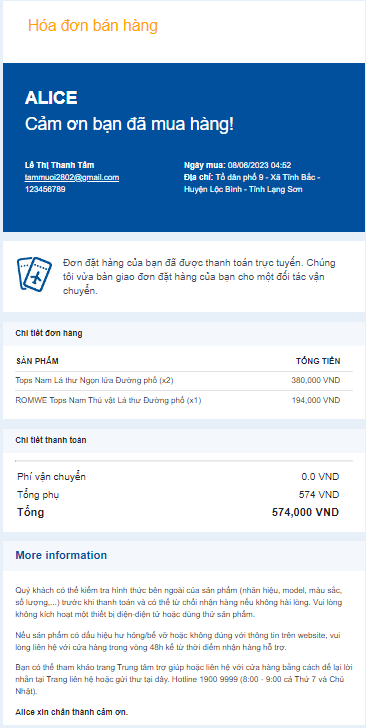 Hóa đơn bán hàng
ALICE
Cảm ơn bạn đã mua hàng!
Lê Thị Thanh Tâm
tammuoi2802@gmail.com
123456789
Ngày mua: 08/06/2023 04:52
Địa chỉ: Tổ dân phố 9 - Xã Tĩnh Bắc -
Huyện Lộc Bình - Tỉnh Lạng Sơn
Đơn đặt hàng của bạn đã được thanh toán trực tuyến. Chúng
tôi vừa bàn giao đơn đặt hàng của bạn cho một đối tác vận
chuyển.
Chi tiết đơn hàng
SẢN PHẨM TỔNG TIỀN
Tops Nam Lá thư Ngọn lửa Đường phố (x2) 380,000 VND
ROMWE Tops Nam Thú vật Lá thư Đường phố (x1) 194,000 VND
Chi tiết thanh toán
Phí vận chuyển 0.0 VND
Tổng phụ 574 VND
Tổng 574,000 VND
More information
Quý khách có thể kiểm tra hình thức bên ngoài của sản phẩm (nhãn hiệu, model, màu sắc,
số lượng,...) trước khi thanh toán và có thể từ chối nhận hàng nếu không hài lòng. Vui lòng
không kích hoạt một thiết bị điện-điện tử hoặc dùng thử sản phẩm.
Nếu sản phẩm có dấu hiệu hư hỏng/bể vỡ hoặc không đúng với thông tin trên website, vui
lòng liên hệ với cửa hàng trong vòng 48h kể từ thời điểm nhận hàng hỗ trợ.
Bạn có thể tham khảo trang Trung tâm trợ giúp hoặc liên hệ với cửa hàng bằng cách để lại lời
nhắn tại Trang liên hệ hoặc gửi thư tại đây. Hotline 1900 9999 (8:00 - 9:00 cả Thứ 7 và Chủ
Nhật).
Alice xin chân thành cảm ơn.